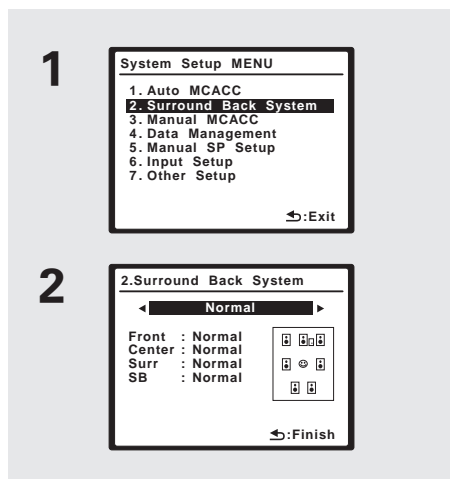 1
System Setup MENU
1. Auto MCACC
2. Surround Back System
3. Manual MCACC
4. Data Management
5. Manual SP Setup
6. Input Setup
7. Other Setup
:Exit
2
2.Surround Back System
Normal
Front : Normal
Center : Normal
Surr : Normal
SB : Normal
:Finish